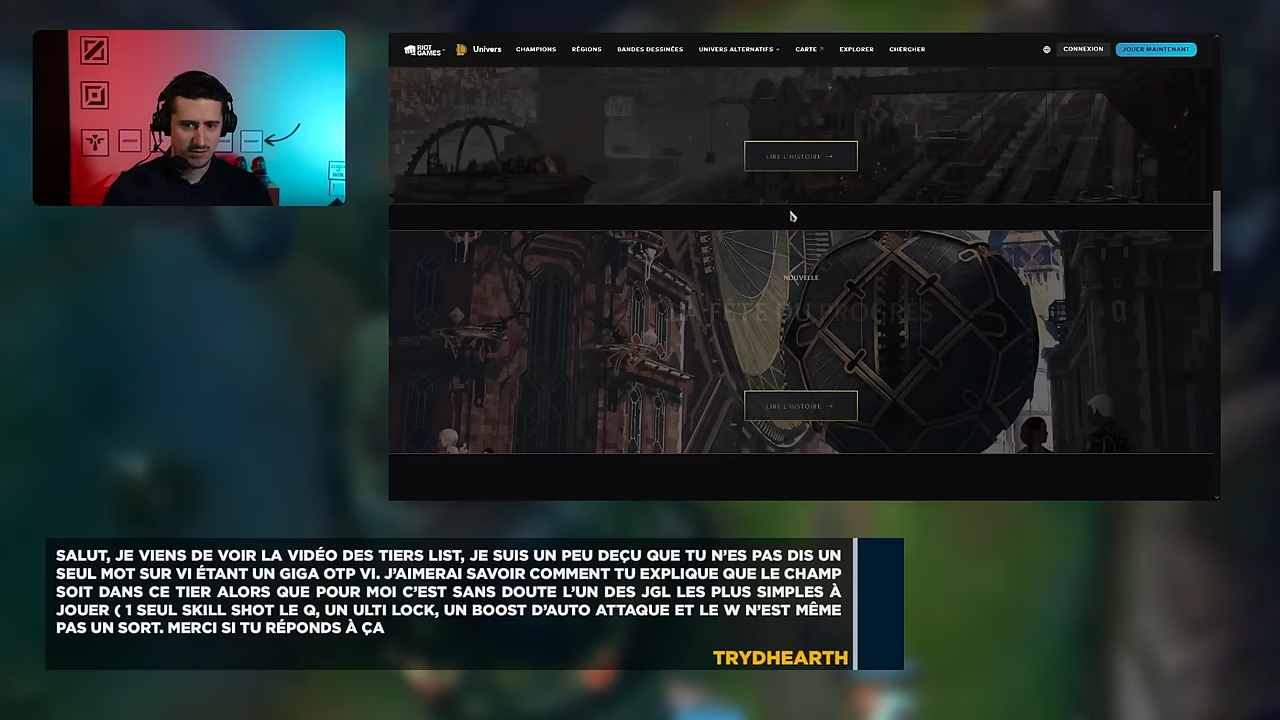 RIOT GAMES
Univers
CHAMPIONS
RÉGIONS
BANDES DESSINÉES
UNIVERS ALTERNATIFS
CARTE
EXPLORER
CHERCHER
CONNEXION
JOUER MAINTENANT
LIRE L'HISTOIRE →
NOUVELLE
LA FÊTE DU PROGRÈS
LIRE L'HISTOIRE →
SALUT, JE VIENS DE VOIR LA VIDÉO DES TIERS LIST, JE SUIS UN PEU DEÇU QUE TU N'ES PAS DIS UN
SEUL MOT SUR VI ÉTANT UN GIGA OTP VI. J'AIMERAI SAVOIR COMMENT TU EXPLIQUE QUE LE CHAMP
SOIT DANS CE TIER ALORS QUE POUR MOI C'EST SANS DOUTE L'UN DES JGL LES PLUS SIMPLES À
JOUER ( 1 SEUL SKILL SHOT LE Q, UN ULTI LOCK, UN BOOST D'AUTO ATTAQUE ET LE W N'EST MÊME
PAS UN SORT. MERCI SI TU RÉPONDS À ÇA
TRYDHEARTH